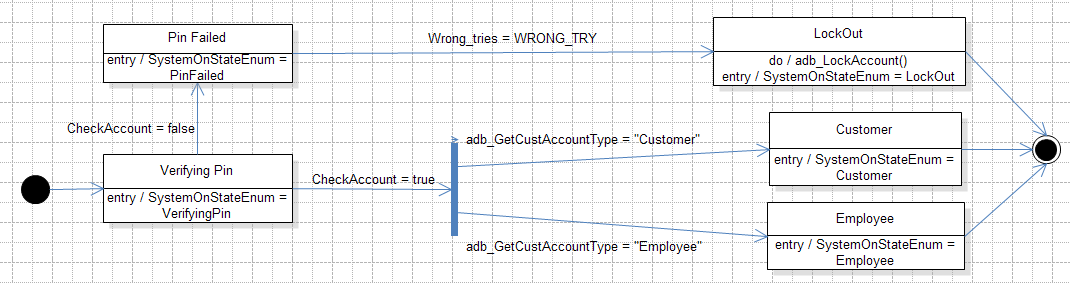 Pin Failed
entry / SystemOnStateEnum =
PinFailed
Wrong_tries = WRONG_TRY
LockOut
do / adb_LockAccount()
entry / SystemOnStateEnum = LockOut
CheckAccount = false
Verifying Pin
entry / SystemOnStateEnum =
VerifyingPin
CheckAccount = true
adb_GetCustAccountType = "Customer"
Customer
entry / SystemOnStateEnum =
Customer
adb_GetCustAccountType = "Employee"
Employee
entry / SystemOnStateEnum =
Employee